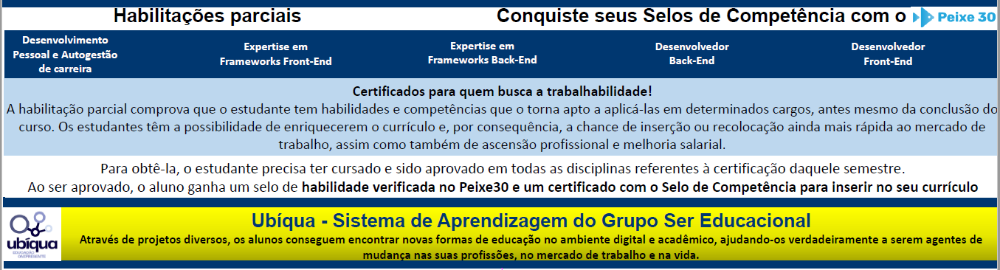 Habilitações parciais
Conquiste seus Selos de Competência com o Peixe 30
Desenvolvimento
Pessoal e Autogestão
de carreira
Expertise em
Frameworks Front-End
Expertise em
Frameworks Back-End
Desenvolvedor
Back-End
Desenvolvedor
Front-End
Certificados para quem busca a trabalhabilidade!
A habilitação parcial comprova que o estudante tem habilidades e competências que o torna apto a aplicá-las em determinados cargos, antes mesmo da conclusão do
curso. Os estudantes têm a possibilidade de enriquecerem o currículo e, por consequência, a chance de inserção ou recolocação ainda mais rápida ao mercado de
trabalho, assim como também de ascensão profissional e melhoria salarial.
Para obtê-la, o estudante precisa ter cursado e sido aprovado em todas as disciplinas referentes à certificação daquele semestre.
Ao ser aprovado, o aluno ganha um selo de habilidade verificada no Peixe30 e um certificado com o Selo de Competência para inserir no seu currículo
ubíqua
EDUCAÇÃO
ONIPRESENTE
Ubíqua - Sistema de Aprendizagem do Grupo Ser Educacional
Através de projetos diversos, os alunos conseguem encontrar novas formas de educação no ambiente digital e acadêmico, ajudando-os verdadeiramente a serem agentes de
mudança nas suas profissões, no mercado de trabalho e na vida.